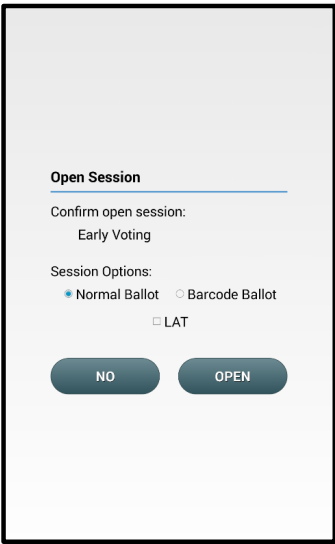 Open Session
Confirm open session:
Early Voting
Session Options:
Normal Ballot Barcode Ballot
LAT
NO OPEN